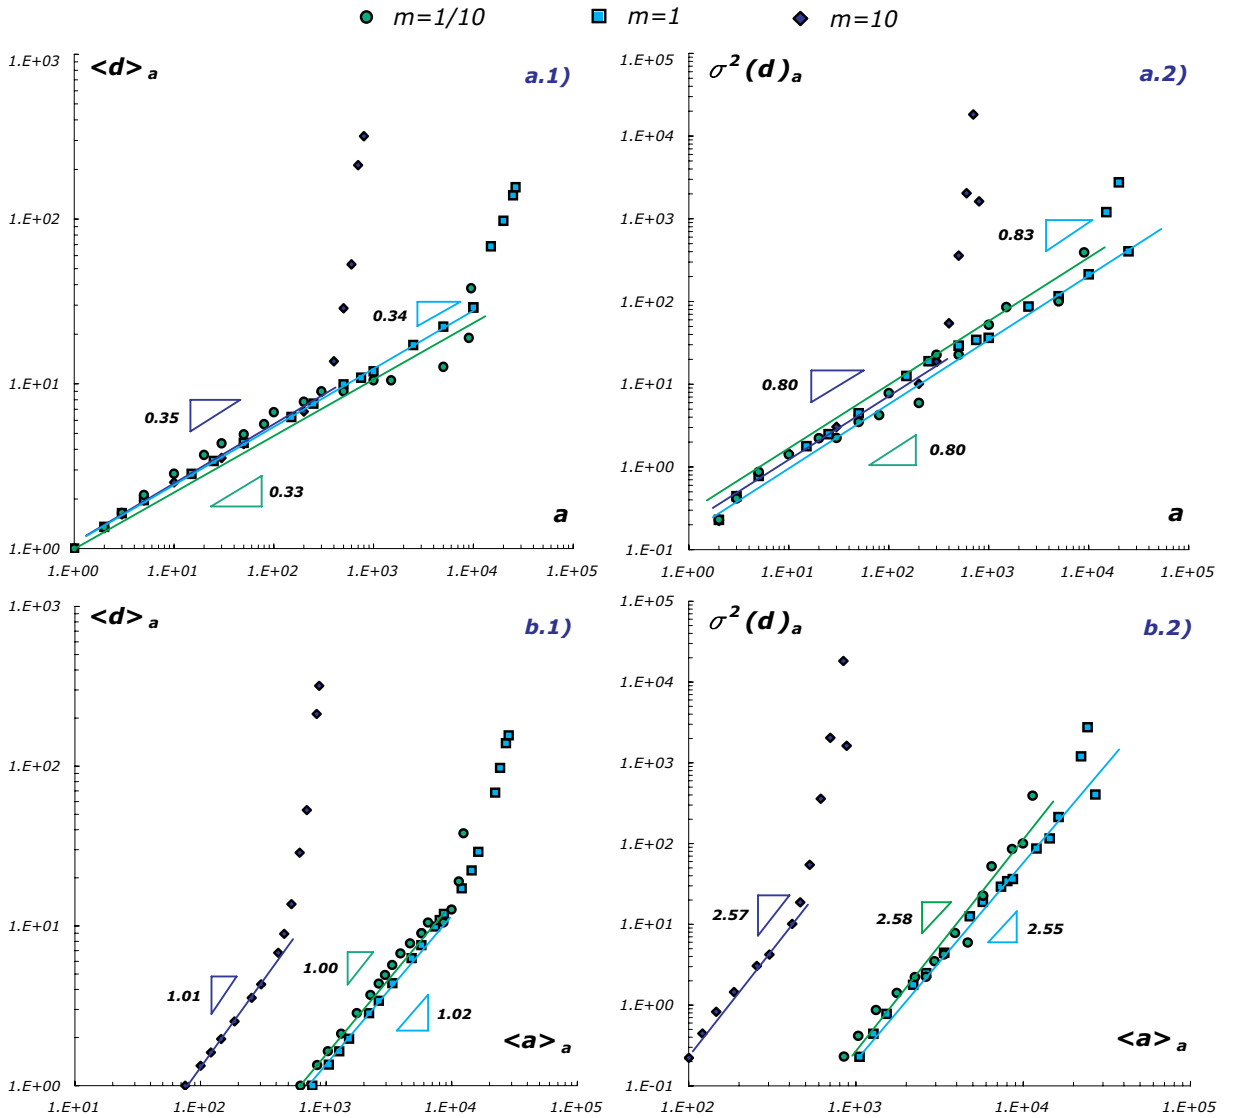 m=1/10 m=1 m=10
<d>a a.1)
1.E+03
1.E+02
1.E+01
1.E+00
0.34
0.35
0.33
a
1.E+00 1.E+01 1.E+02 1.E+03 1.E+04 1.E+05
σ²(d)a a.2)
1.E+05
1.E+04
1.E+03
1.E+02
1.E+01
1.E+00
1.E-01
0.83
0.80
0.80
a
1.E+00 1.E+01 1.E+02 1.E+03 1.E+04 1.E+05
<d>a b.1)
1.E+03
1.E+02
1.E+01
1.E+00
1.00
1.01
1.02
<a>a
1.E+01 1.E+02 1.E+03 1.E+04 1.E+05
σ²(d)a b.2)
1.E+05
1.E+04
1.E+03
1.E+02
1.E+01
1.E+00
1.E-01
2.57
2.58
2.55
<a>a
1.E+02 1.E+03 1.E+04 1.E+05